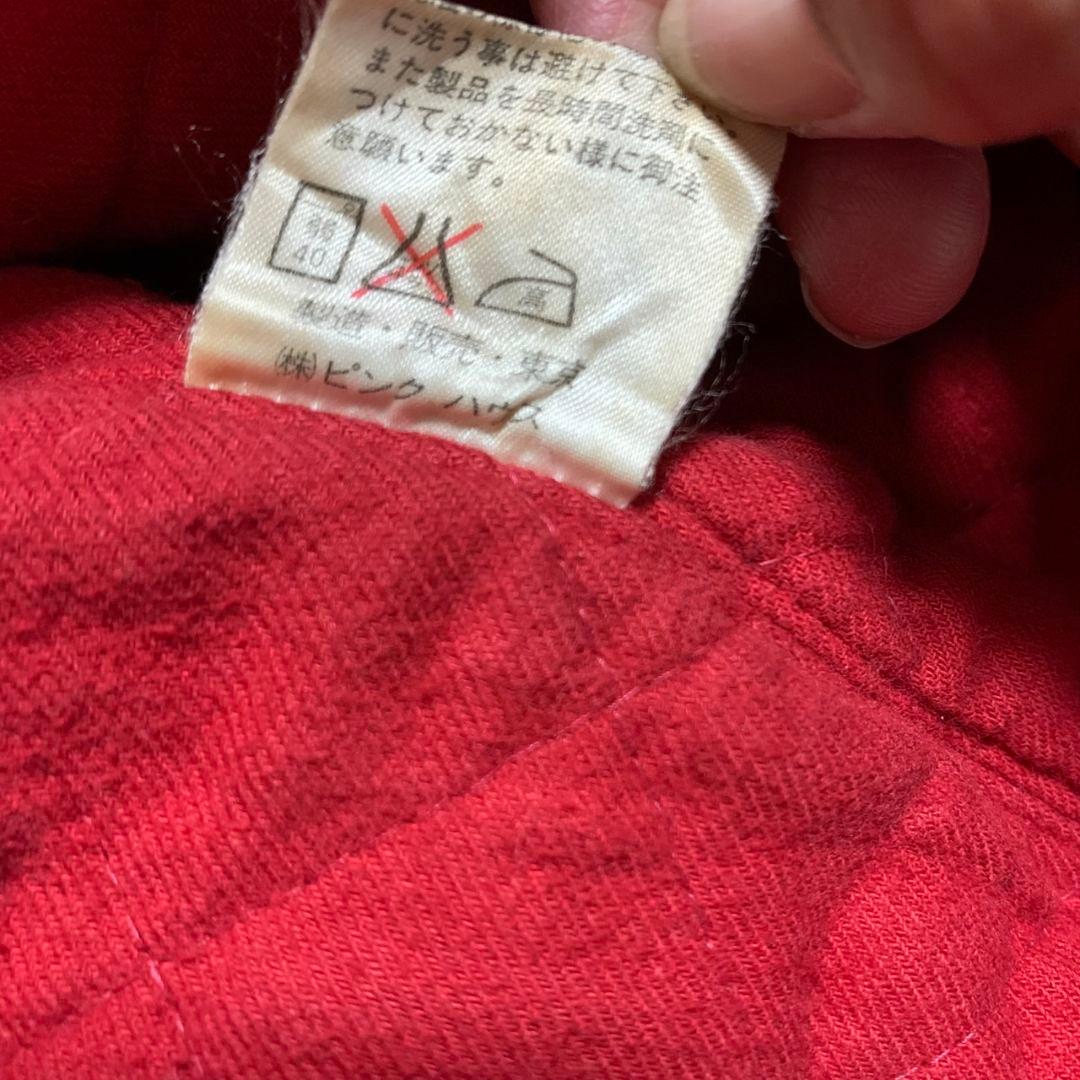 に洗う事は避けて下さい。
また製品を長時間洗剤に
つけておかない様に御注
意願います。
弱
40
高
製造・販売・東京
㈱ピンクハウス